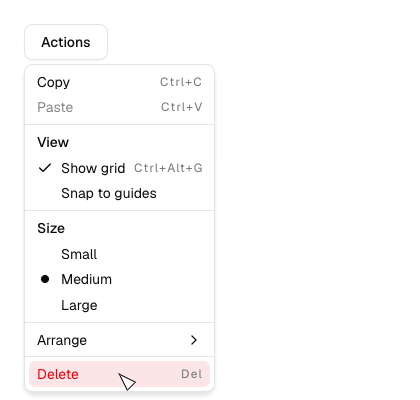 Actions
Copy Ctrl+C
Paste Ctrl+V
View
Show grid Ctrl+Alt+G
Snap to guides
Size
Small
Medium
Large
Arrange
Delete Del